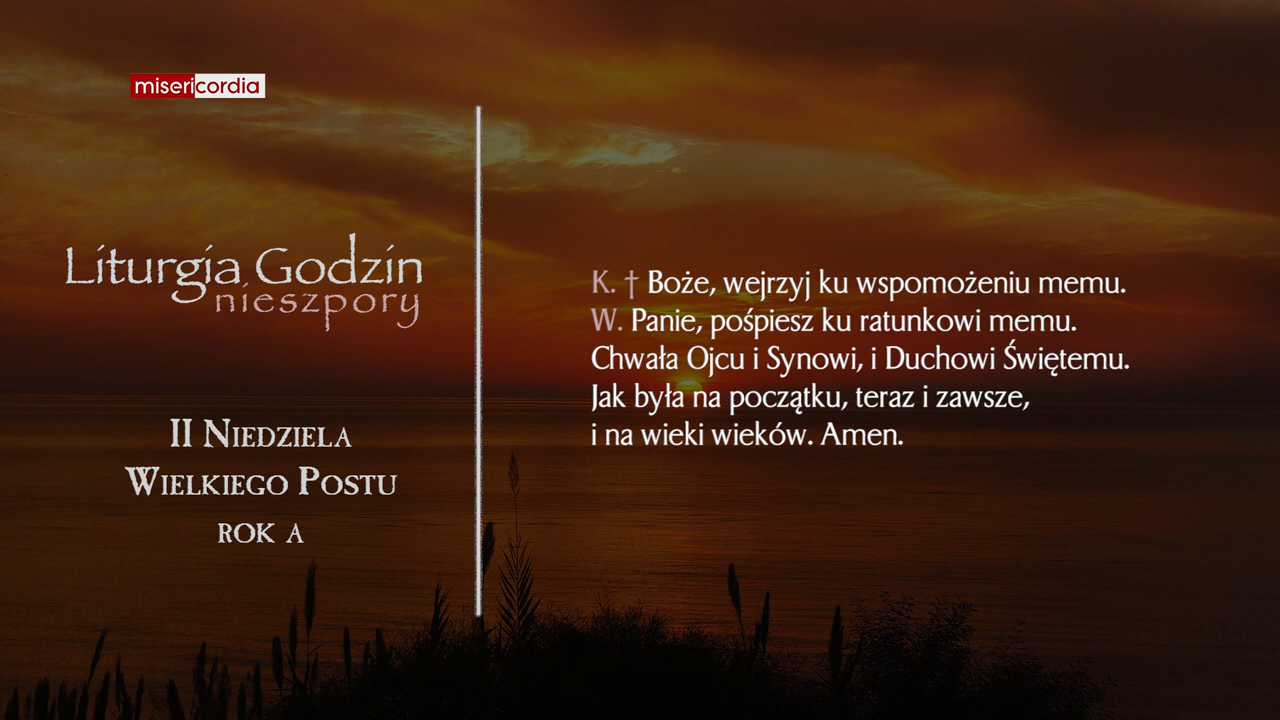 misericordia
Liturgia Godzin
nieszpory
II Niedziela
Wielkiego Postu
rok a
K. † Boże, wejrzyj ku wspomożeniu memu.
W. Panie, pośpiesz ku ratunkowi memu.
Chwała Ojcu i Synowi, i Duchowi Świętemu.
Jak była na początku, teraz i zawsze,
i na wieki wieków. Amen.